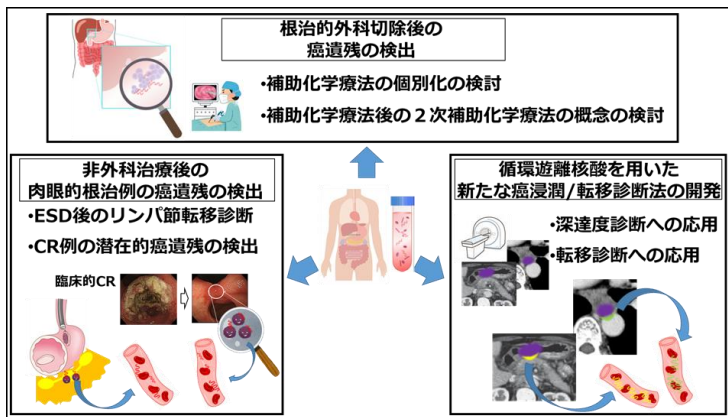 根治的外科切除後の
癌遺残の検出
・補助化学療法の個別化の検討
・補助化学療法後の２次補助化学療法の概念の検討
非外科治療後の
肉眼的根治例の癌遺残の検出
・ESD後のリンパ節転移診断
・CR例の潜在的癌遺残の検出
臨床的CR
循環遊離核酸を用いた
新たな癌浸潤/転移診断法の開発
・深達度診断への応用
・転移診断への応用